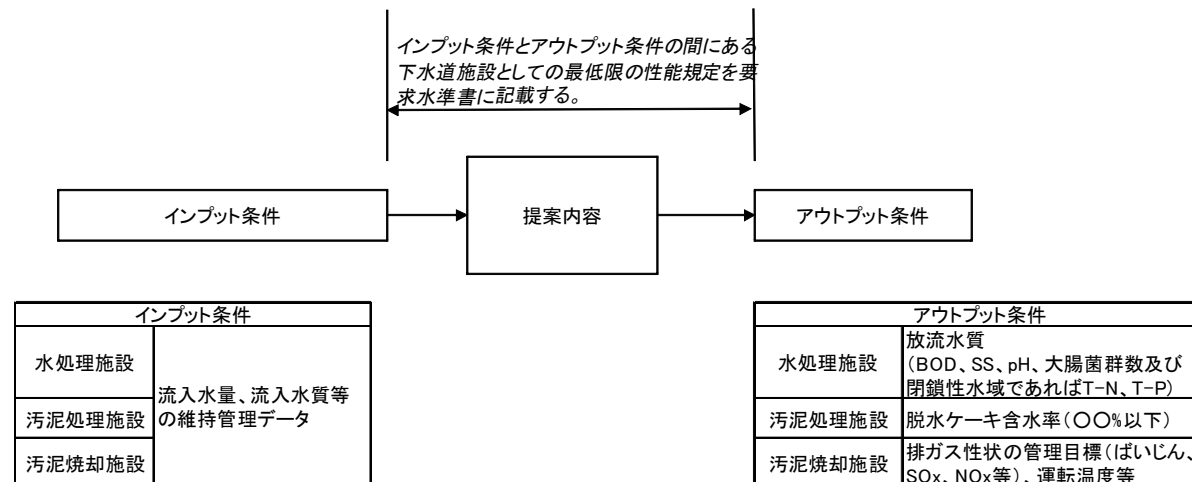 インプット条件とアウトプット条件の間にある
下水道施設としての最低限の性能規定を要
求水準書に記載する。
インプット条件
提案内容
アウトプット条件
インプット条件
水処理施設
汚泥処理施設
汚泥焼却施設
流入水量、流入水質等
の維持管理データ
アウトプット条件
水処理施設
放流水質
(BOD、SS、pH、大腸菌群数及び
閉鎖性水域であればT-N、T-P)
汚泥処理施設
脱水ケーキ含水率(〇〇%以下)
汚泥焼却施設
排ガス性状の管理目標(ばいじん、
SOx、NOx等)、運転温度等